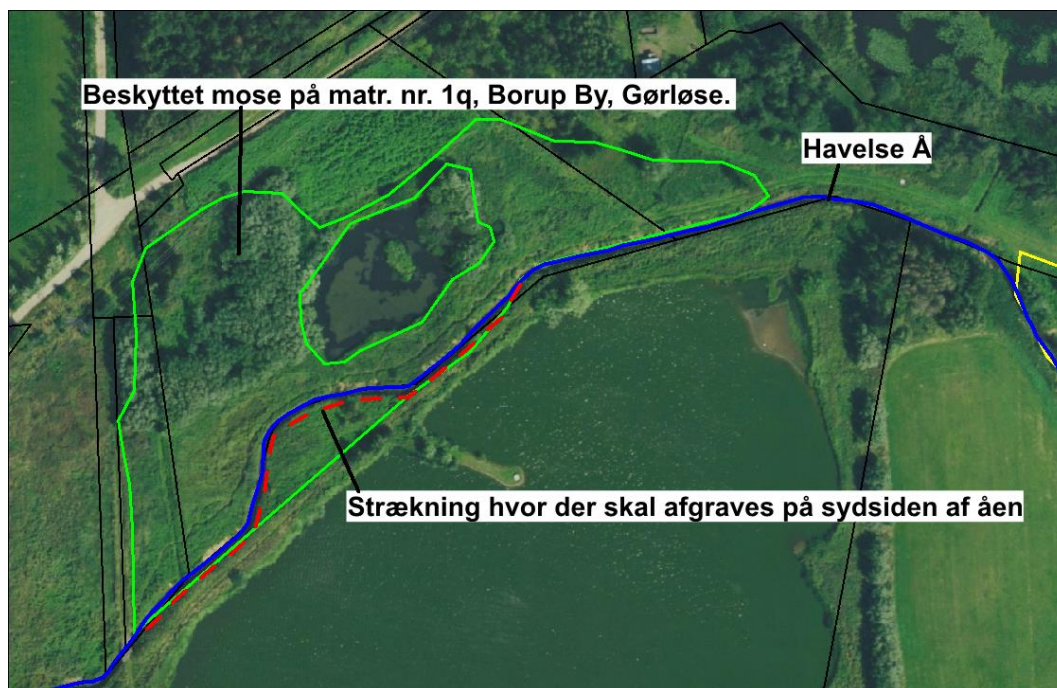 Beskyttet mose på matr. nr. 1q, Borup By, Gørløse.
Havelse Å
Strækning hvor der skal afgraves på sydsiden af åen